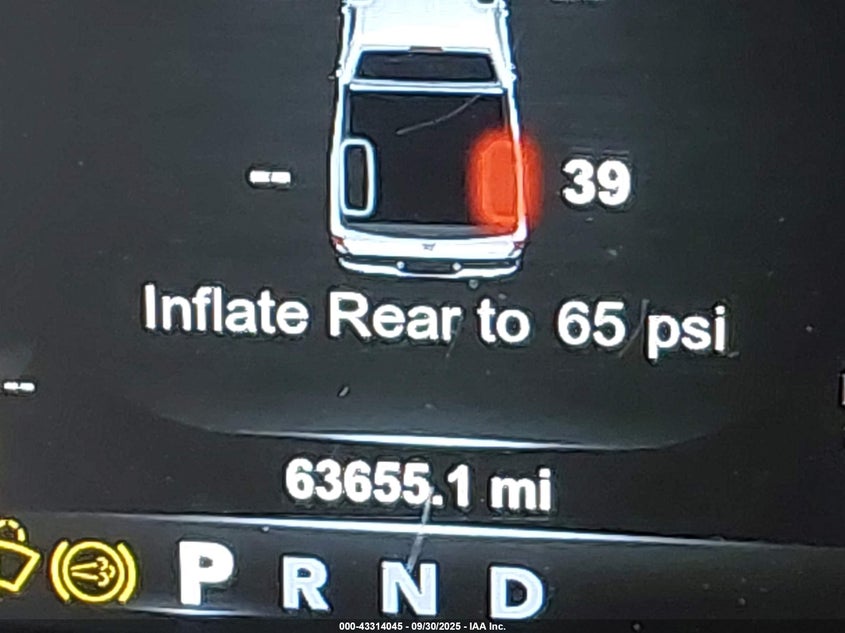 -- 39
Inflate Rear to 65 psi
--
63655.1 mi
P R N D
000-43314045 - 09/30/2025 - IAA Inc.